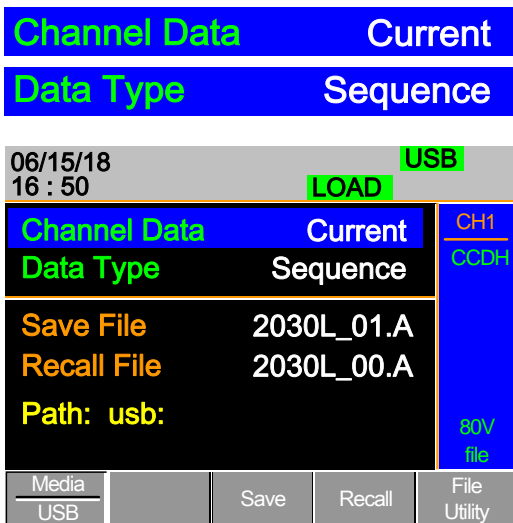 Channel Data Current
Data Type Sequence
06/15/18 USB
16 : 50 LOAD
Channel Data Current
Data Type Sequence
CH1
CCDH
Save File 2030L_01.A
Recall File 2030L_00.A
Path: usb:
80V
file
Media
USB
Save
Recall
File
Utility